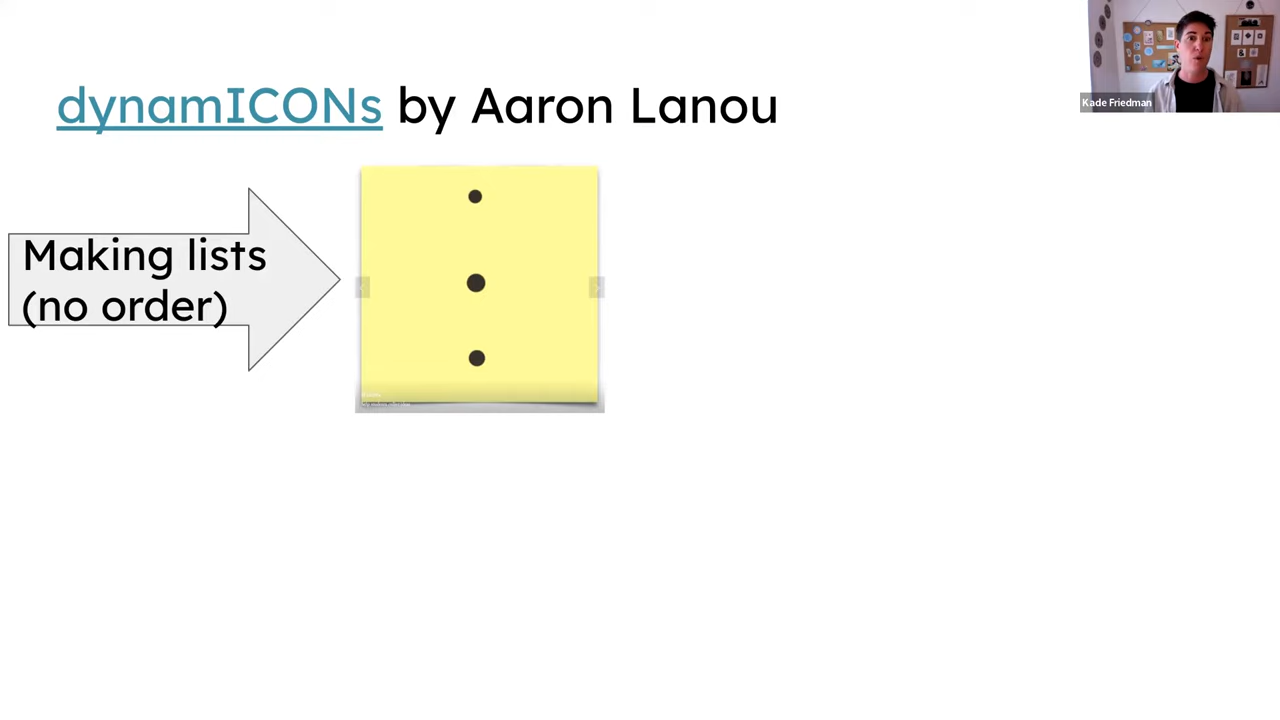 dynamICONs by Aaron Lanou
Kade Friedman
Making lists
(no order)